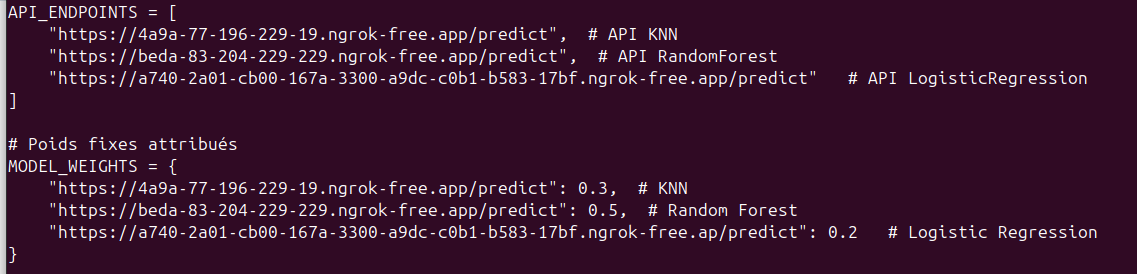 API_ENDPOINTS = [
    "https://4a9a-77-196-229-19.ngrok-free.app/predict",  # API KNN
    "https://beda-83-204-229-229.ngrok-free.app/predict",  # API RandomForest
    "https://a740-2a01-cb00-167a-3300-a9dc-c0b1-b583-17bf.ngrok-free.app/predict"   # API LogisticRegression
]

# Poids fixes attribués
MODEL_WEIGHTS = {
    "https://4a9a-77-196-229-19.ngrok-free.app/predict": 0.3,  # KNN
    "https://beda-83-204-229-229.ngrok-free.app/predict": 0.5,  # Random Forest
    "https://a740-2a01-cb00-167a-3300-a9dc-c0b1-b583-17bf.ngrok-free.ap/predict": 0.2   # Logistic Regression
}